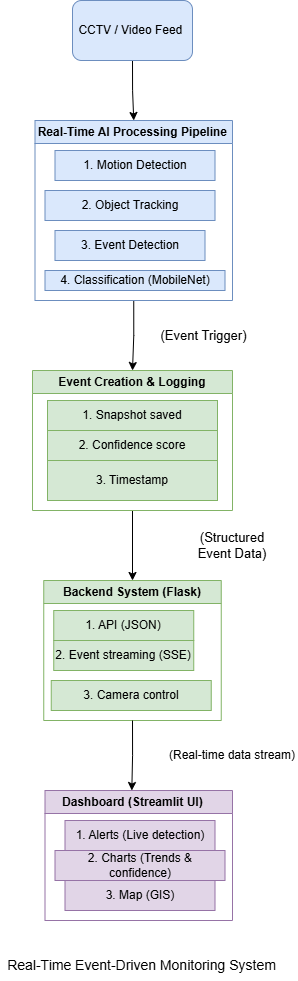 CCTV / Video Feed
Real-Time AI Processing Pipeline
1. Motion Detection
2. Object Tracking
3. Event Detection
4. Classification (MobileNet)
(Event Trigger)
Event Creation & Logging
1. Snapshot saved
2. Confidence score
3. Timestamp
(Structured
Event Data)
Backend System (Flask)
1. API (JSON)
2. Event streaming (SSE)
3. Camera control
(Real-time data stream)
Dashboard (Streamlit UI)
1. Alerts (Live detection)
2. Charts (Trends &
confidence)
3. Map (GIS)
Real-Time Event-Driven Monitoring System